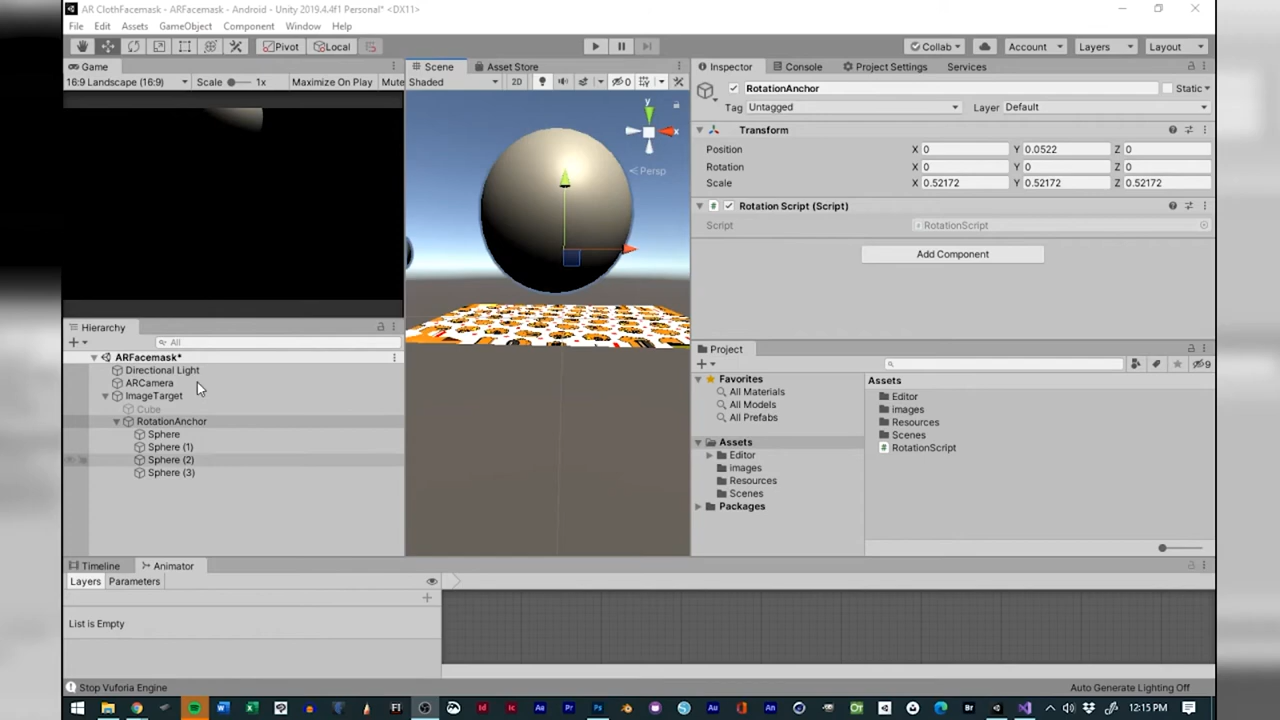 AR ClothFacemask - ARFacemask - Android - Unity 2019.4.4f1 Personal* <DX11>
File Edit Assets GameObject Component Window Help
Pivot Local Collab Account Layers Layout
Game
16:9 Landscape (16:9) Scale 1x Maximize On Play Mute
Scene Asset Store
Shaded 2D 0
y
x
Persp
Inspector Console Project Settings Services
RotationAnchor Static
Tag Untagged Layer Default
Transform
Position X 0 Y 0.0522 Z 0
Rotation X 0 Y 0 Z 0
Scale X 0.52172 Y 0.52172 Z 0.52172
Rotation Script (Script)
Script RotationScript
Add Component
Hierarchy
All
ARFacemask*
Directional Light
ARCamera
ImageTarget
Cube
RotationAnchor
Sphere
Sphere (1)
Sphere (2)
Sphere (3)
Project
9
Favorites
All Materials
All Models
All Prefabs
Assets
Editor
images
Resources
Scenes
Packages
Assets
Editor
images
Resources
Scenes
RotationScript
Timeline Animator
Layers Parameters
List is Empty
Stop Vuforia Engine Auto Generate Lighting Off
12:15 PM